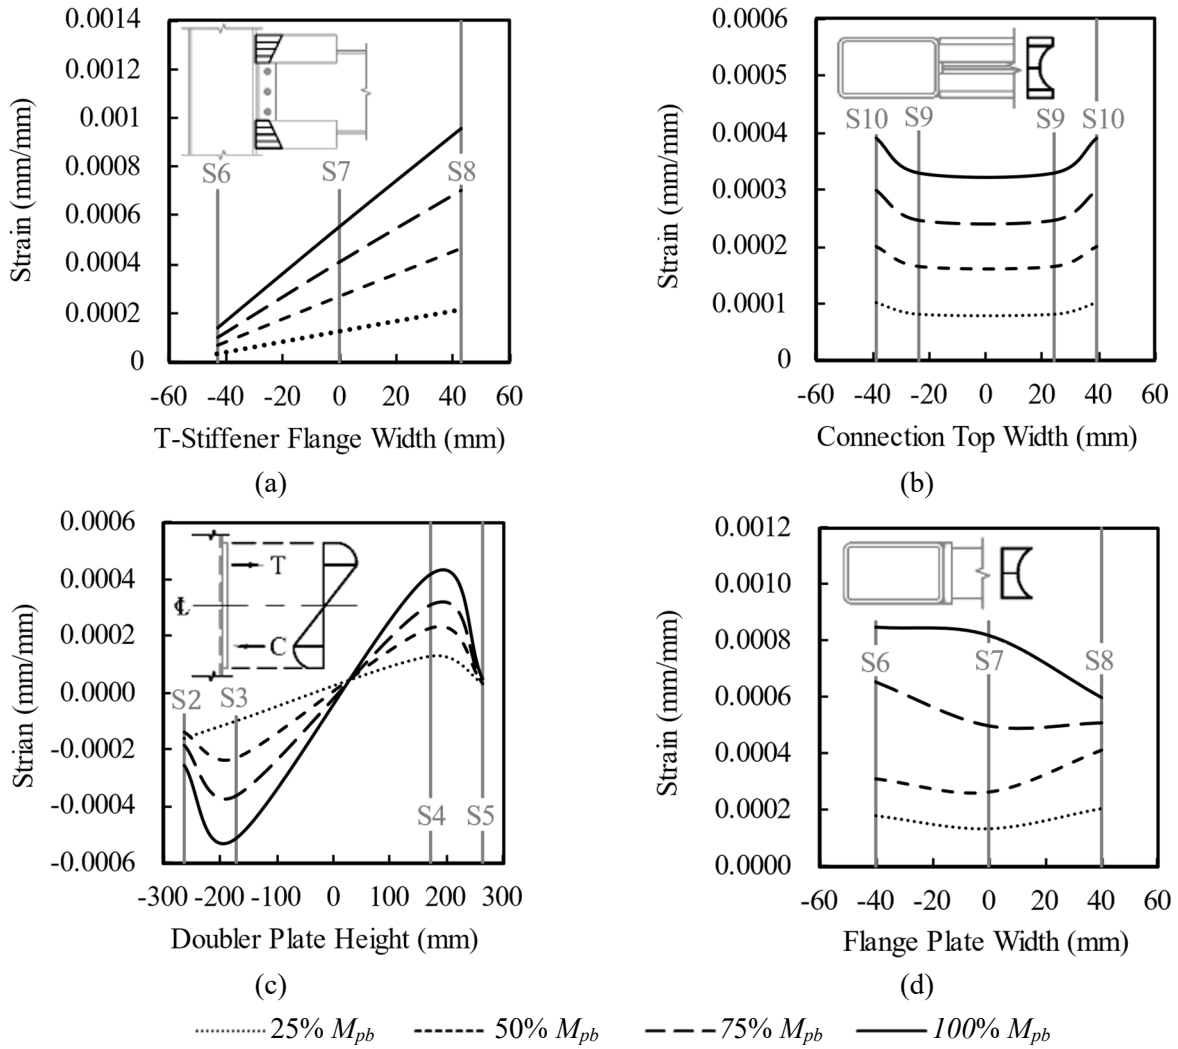 0.0014
0.0012
0.001
0.0008
0.0006
0.0004
0.0002
0
Strain (mm/mm)
S6
S7
S8
-60 -40 -20 0 20 40 60
T-Stiffener Flange Width (mm)
(a)
0.0006
0.0005
0.0004
0.0003
0.0002
0.0001
0
Strain (mm/mm)
S10 S9 S9 S10
-60 -40 -20 0 20 40 60
Connection Top Width (mm)
(b)
0.0006
0.0004
0.0002
0.0000
-0.0002
-0.0004
-0.0006
Strian (mm/mm)
T
℄
C
S2 S3
S4 S5
-300 -200 -100 0 100 200 300
Doubler Plate Height (mm)
(c)
0.0012
0.0010
0.0008
0.0006
0.0004
0.0002
0.0000
Strain (mm/mm)
S6 S7 S8
-60 -40 -20 0 20 40 60
Flange Plate Width (mm)
(d)
25% Mpb 50% Mpb 75% Mpb 100% Mpb